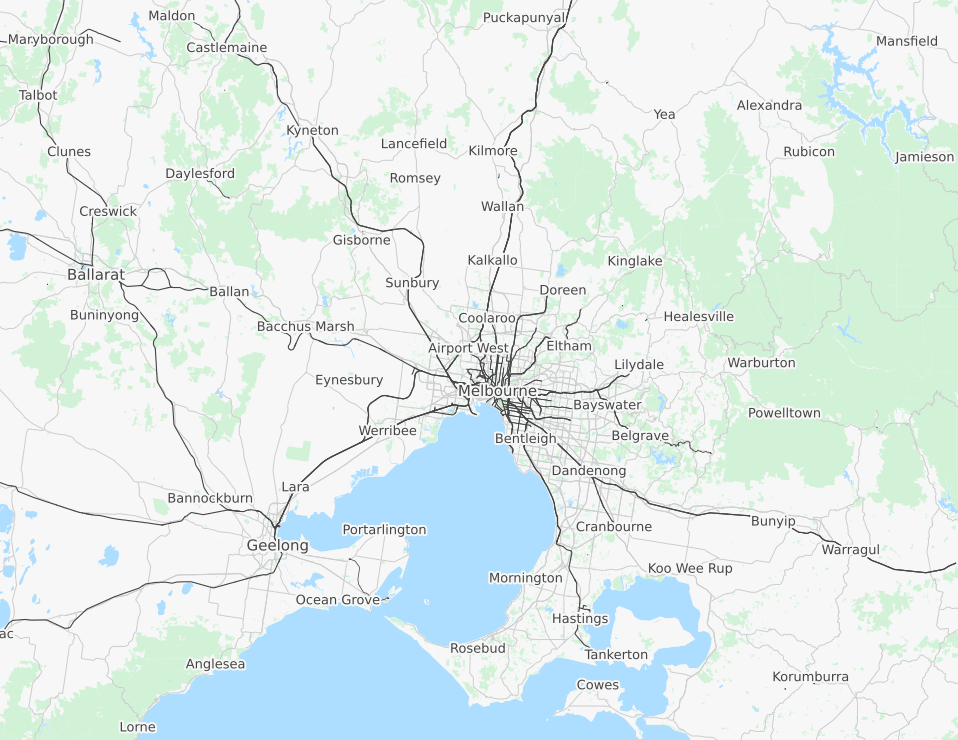 Maldon
Puckapunyal
Maryborough
Castlemaine
Mansfield
Talbot
Alexandra
Yea
Kyneton
Lancefield
Kilmore
Clunes
Rubicon
Jamieson
Daylesford
Romsey
Creswick
Wallan
Gisborne
Kalkallo
Kinglake
Ballarat
Sunbury
Ballan
Doreen
Buninyong
Coolaroo
Healesville
Bacchus Marsh
Airport West
Eltham
Lilydale
Warburton
Eynesbury
Melbourne
Bayswater
Powelltown
Werribee
Bentleigh
Belgrave
Dandenong
Lara
Bannockburn
Portarlington
Cranbourne
Bunyip
Geelong
Warragul
Koo Wee Rup
Mornington
Ocean Grove
Hastings
ac
Rosebud
Tankerton
Anglesea
Korumburra
Cowes
Lorne